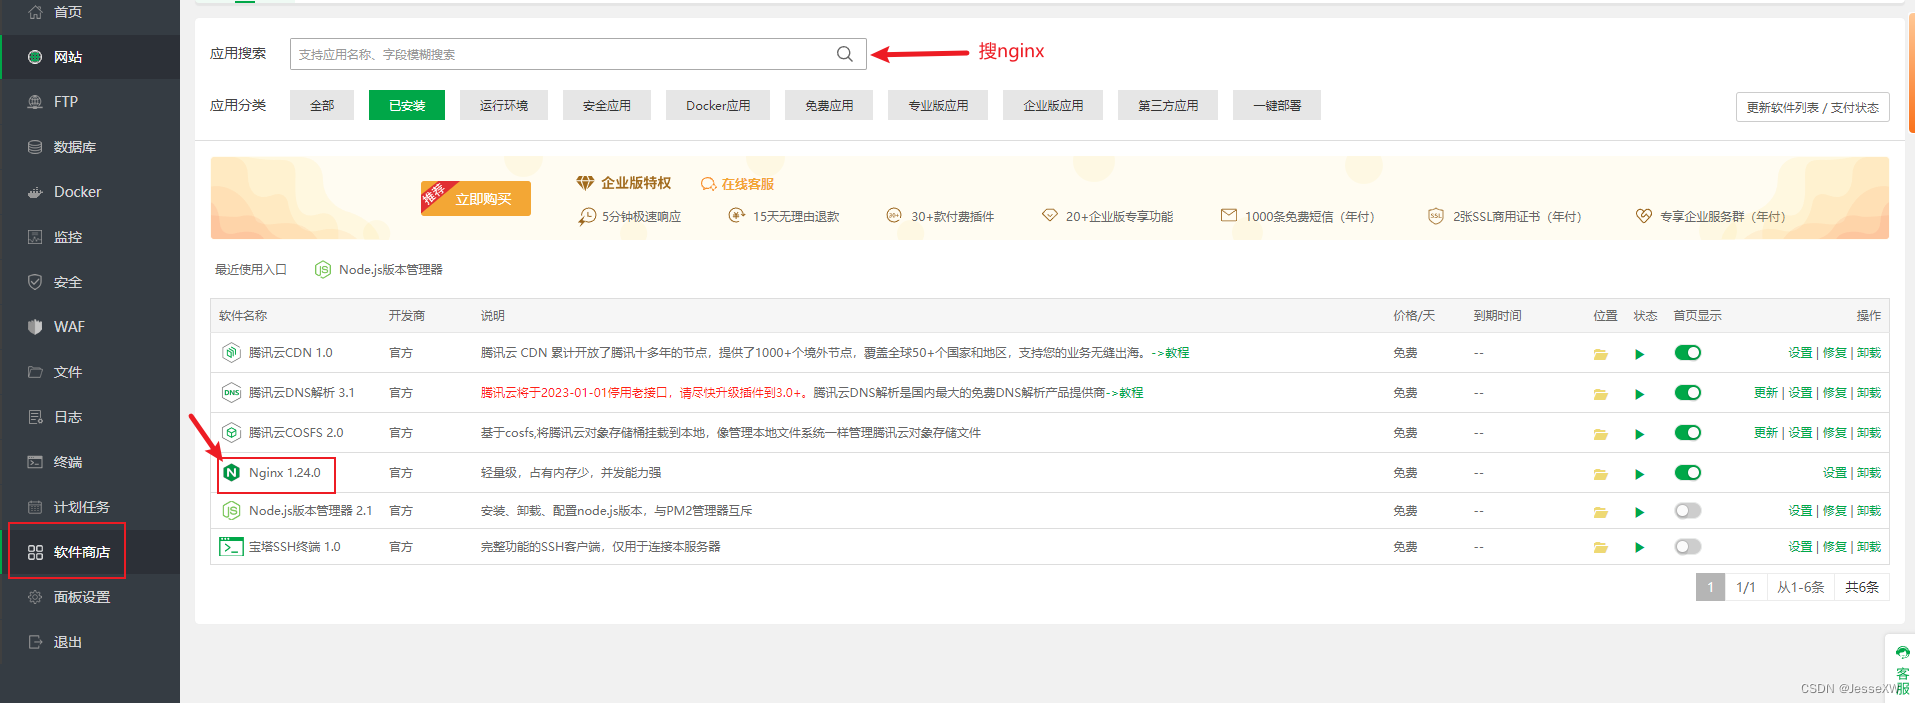 首页
网站
FTP
数据库
Docker
监控
安全
WAF
文件
日志
终端
计划任务
软件商店
面板设置
退出
应用搜索 支持应用名称、字段模糊搜索 搜nginx
应用分类 全部 已安装 运行环境 安全应用 Docker应用 免费应用 专业版应用 企业版应用 第三方应用 一键部署 更新软件列表 / 支付状态
推荐 立即购买 企业版特权 在线客服
5分钟极速响应 15天无理由退款 30+款付费插件 20+企业版专享功能 1000条免费短信（年付） 2张SSL商用证书（年付） 专享企业服务群（年付）
最近使用入口 Node.js版本管理器
软件名称 开发商 说明 价格/天 到期时间 位置 状态 首页显示 操作
腾讯云CDN 1.0 官方 腾讯云 CDN 累计开放了腾讯十多年的节点，提供了1000+个境外节点，覆盖全球50+个国家和地区，支持您的业务无缝出海。->教程 免费 -- 设置 | 修复 | 卸载
DNS 腾讯云DNS解析 3.1 官方 腾讯云将于2023-01-01停用老接口，请尽快升级插件到3.0+。腾讯云DNS解析是国内最大的免费DNS解析产品提供商->教程 免费 -- 更新 | 设置 | 修复 | 卸载
腾讯云COSFS 2.0 官方 基于cosfs,将腾讯云对象存储桶挂载到本地，像管理本地文件系统一样管理腾讯云对象存储文件 免费 -- 更新 | 设置 | 修复 | 卸载
Nginx 1.24.0 官方 轻量级，占有内存少，并发能力强 免费 -- 设置 | 卸载
Node.js版本管理器 2.1 官方 安装、卸载、配置node.js版本，与PM2管理器互斥 免费 -- 设置 | 修复 | 卸载
宝塔SSH终端 1.0 官方 完整功能的SSH客户端，仅用于连接本服务器 免费 -- 设置 | 修复 | 卸载
1 1/1 从1-6条 共6条
客服
CSDN @JesseXW